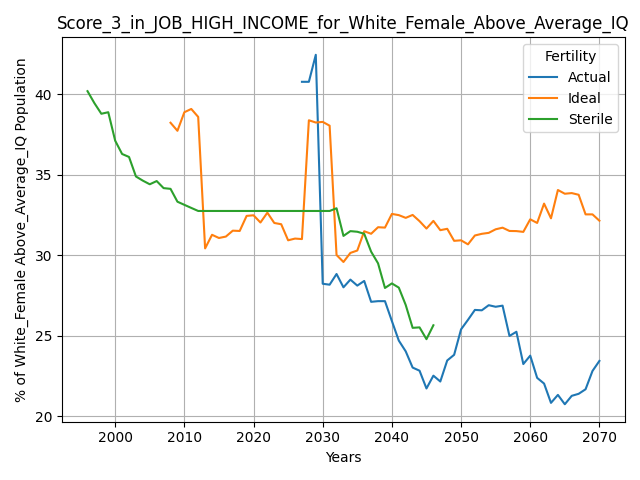 Score_3_in_JOB_HIGH_INCOME_for_White_Female_Above_Average_IQ
% of White_Female Above_Average_IQ Population
40
35
30
25
20
Fertility
Actual
Ideal
Sterile
2000 2010 2020 2030 2040 2050 2060 2070
Years